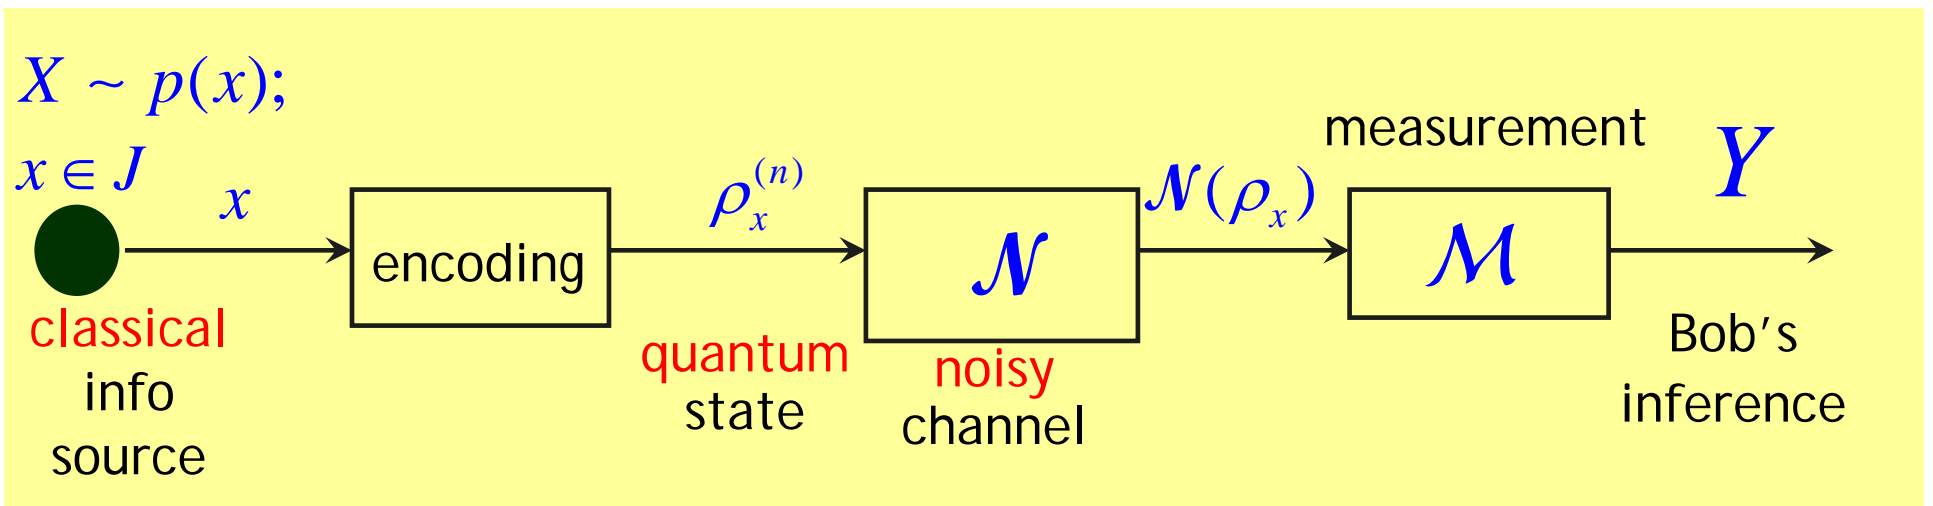 X ~ p(x);
x ∈ J
x
encoding
ρ_x^{(n)}
𝒩
𝒩(ρ_x)
measurement
ℳ
Y
classical
info
source
quantum
state
noisy
channel
Bob's
inference